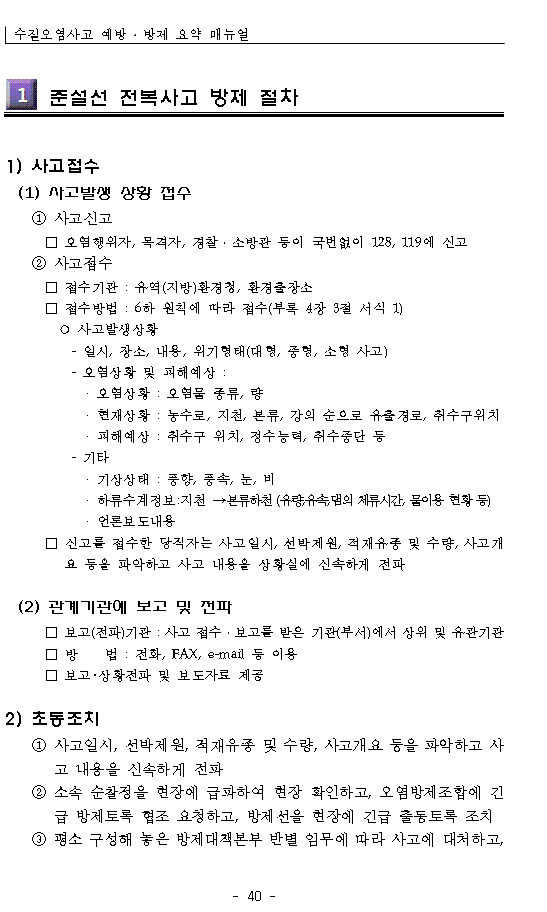 수질오염사고 예방 · 방제 요약 매뉴얼
1 준설선 전복사고 방제 절차
1) 사고접수
(1) 사고발생 상황 접수
① 사고신고
□ 오염행위자, 목격자, 경찰 · 소방관 등이 국번없이 128, 119에 신고
② 사고접수
□ 접수기관 : 유역(지방)환경청, 환경출장소
□ 접수방법 : 6하 원칙에 따라 접수(부록 4장 3절 서식 1)
○ 사고발생상황
- 일시, 장소, 내용, 위기형태(대형, 중형, 소형 사고)
- 오염상황 및 피해예상 :
· 오염상황 : 오염물 종류, 량
· 현재상황 : 농수로, 지천, 본류, 강의 순으로 유출경로, 취수구위치
· 피해예상 : 취수구 위치, 정수능력, 취수중단 등
- 기타
· 기상상태 : 풍향, 풍속, 눈, 비
· 하류수계정보:지천 →본류하천 (유량,유속,댐의 체류시간, 물이용 현황 등)
· 언론보도내용
□ 신고를 접수한 당직자는 사고일시, 선박제원, 적재유종 및 수량, 사고개
요 등을 파악하고 사고 내용을 상황실에 신속하게 전파
(2) 관계기관에 보고 및 전파
□ 보고(전파)기관 : 사고 접수 · 보고를 받은 기관(부서)에서 상위 및 유관기관
□ 방 법 : 전화, FAX, e-mail 등 이용
□ 보고·상황전파 및 보도자료 제공
2) 초동조치
① 사고일시, 선박제원, 적재유종 및 수량, 사고개요 등을 파악하고 사
고 내용을 신속하게 전파
② 소속 순찰정을 현장에 급파하여 현장 확인하고, 오염방제조합에 긴
급 방제토록 협조 요청하고, 방제선을 현장에 긴급 출동토록 조치
③ 평소 구성해 놓은 방제대책본부 반별 임무에 따라 사고에 대처하고,
- 40 -